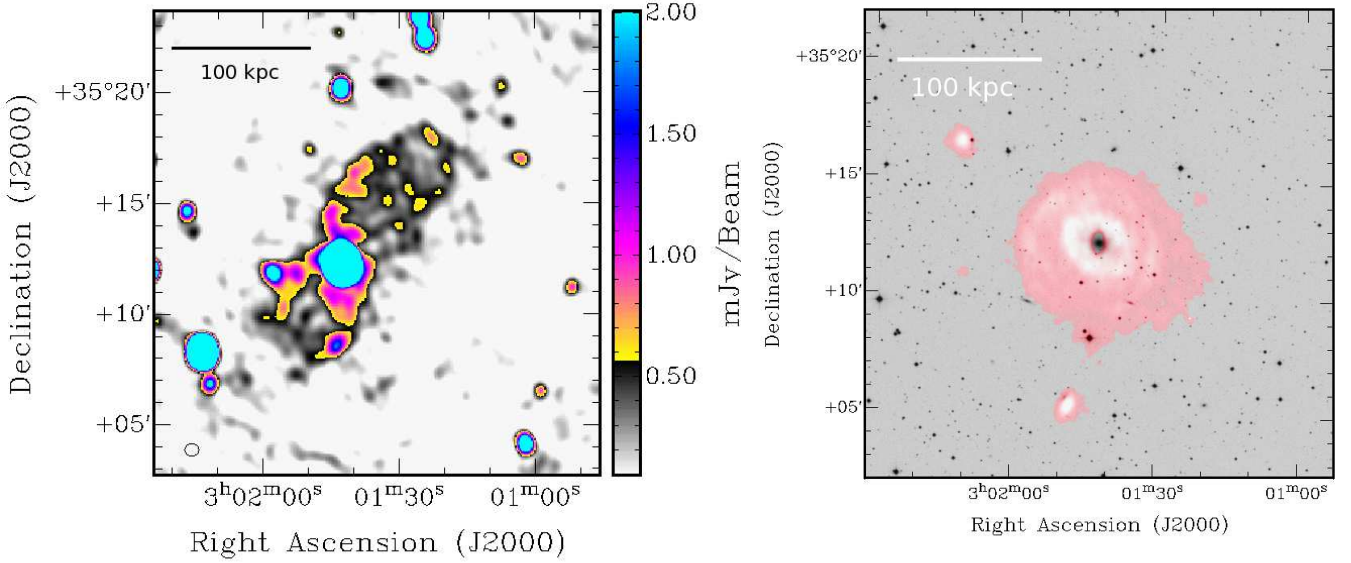 100 kpc
+35°20′
+15′
+10′
+05′
Declination (J2000)
3ʰ02ᵐ00ˢ
01ᵐ30ˢ
01ᵐ00ˢ
Right Ascension (J2000)
2.00
1.50
1.00
0.50
mJy/Beam
100 kpc
+35°20′
+15′
+10′
+05′
Declination (J2000)
3ʰ02ᵐ00ˢ
01ᵐ30ˢ
01ᵐ00ˢ
Right Ascension (J2000)